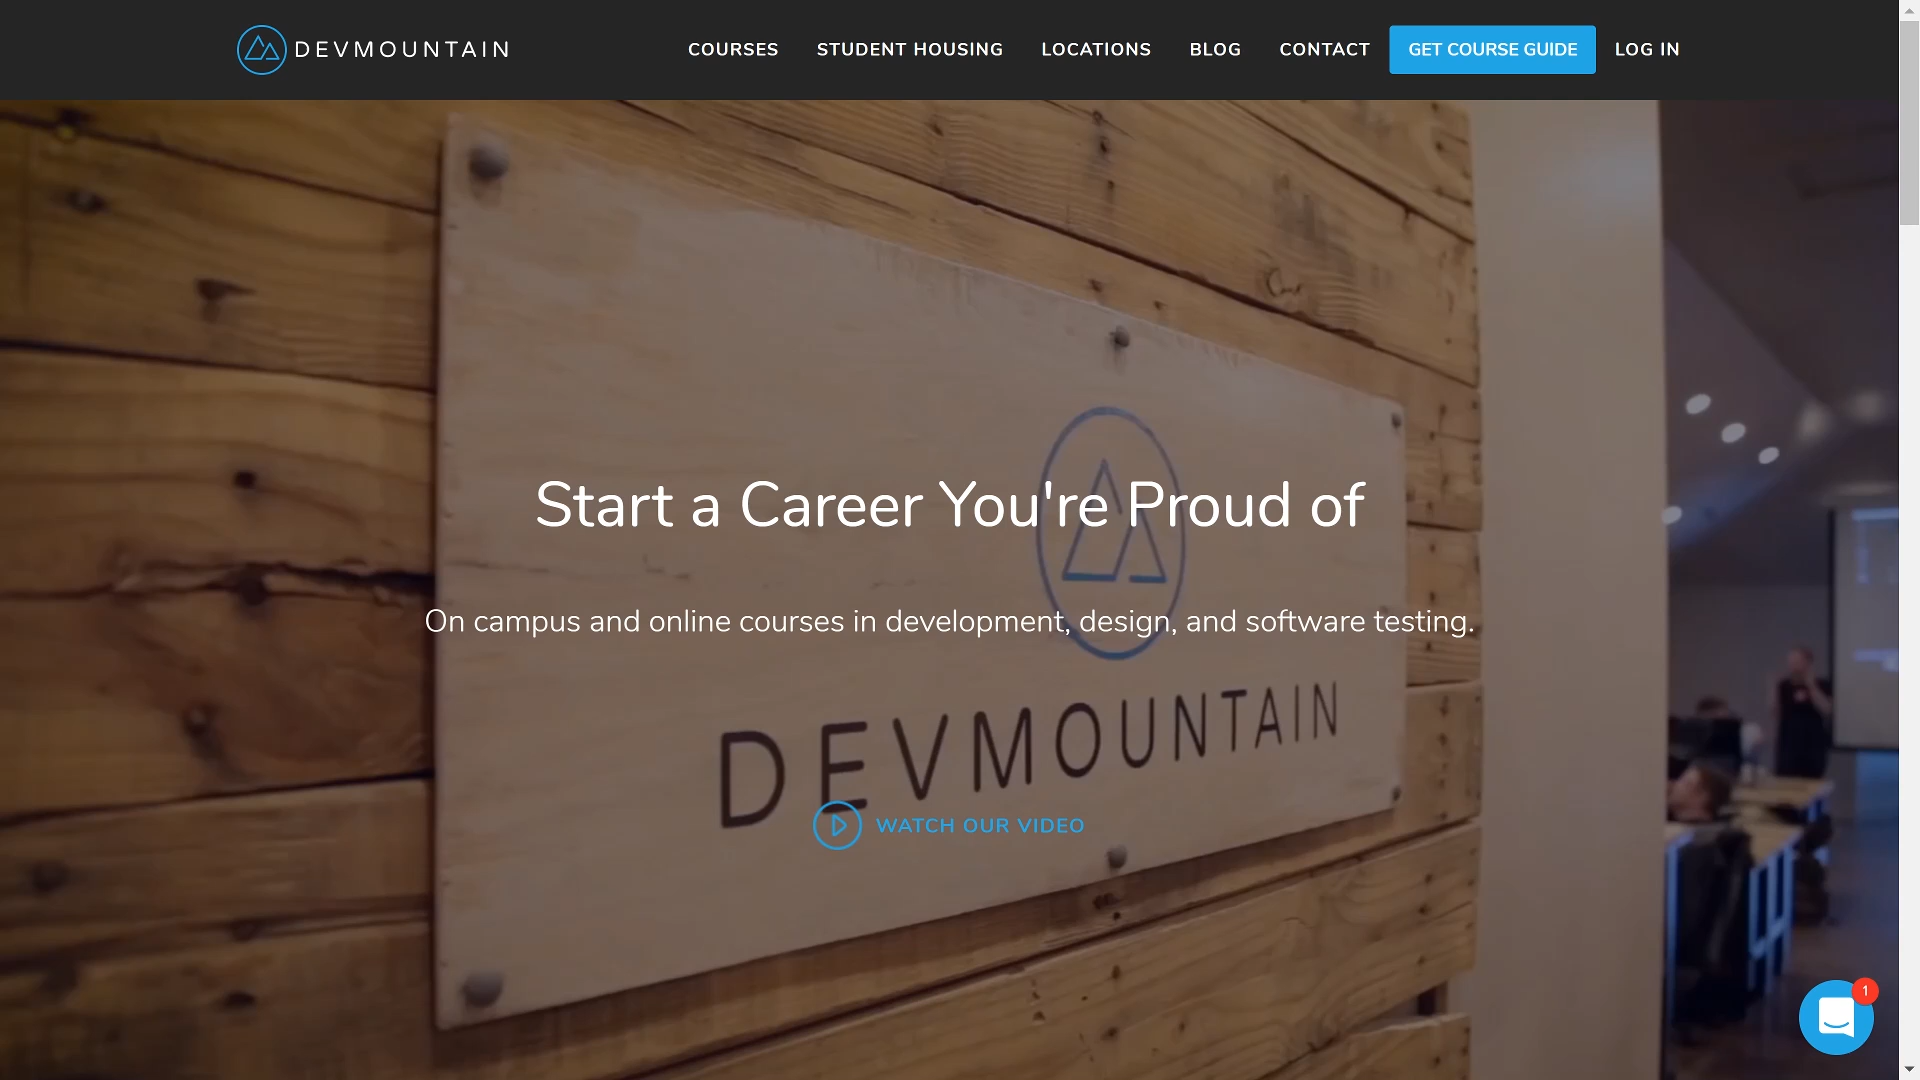 DEVMOUNTAIN
COURSES
STUDENT HOUSING
LOCATIONS
BLOG
CONTACT
GET COURSE GUIDE
LOG IN
Start a Career You're Proud of
On campus and online courses in development, design, and software testing.
DEVMOUNTAIN
WATCH OUR VIDEO
1